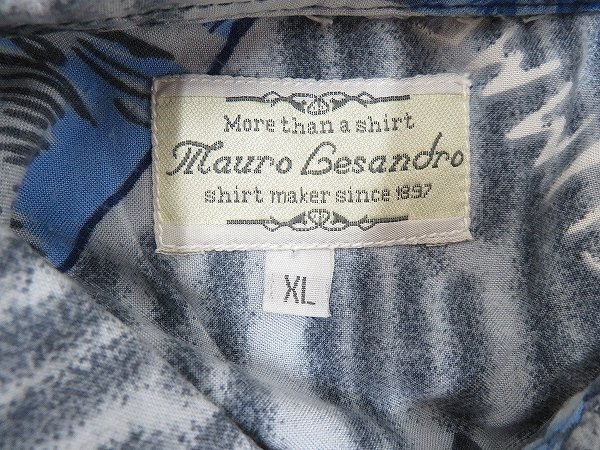 More than a shirt
Mauro Lesandro
shirt maker since 1897
XL